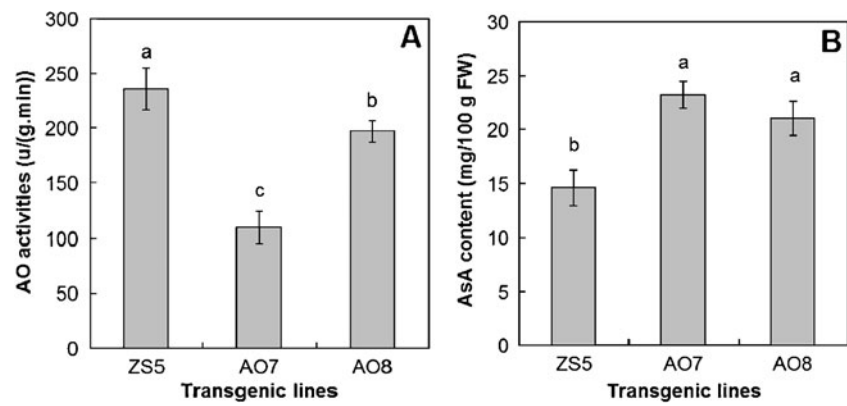 A
AO activities (u/(g.min))
300
250
200
150
100
50
0
a
c
b
ZS5 AO7 AO8
Transgenic lines
B
AsA content (mg/100 g FW)
30
25
20
15
10
5
0
b
a
a
ZS5 AO7 AO8
Transgenic lines